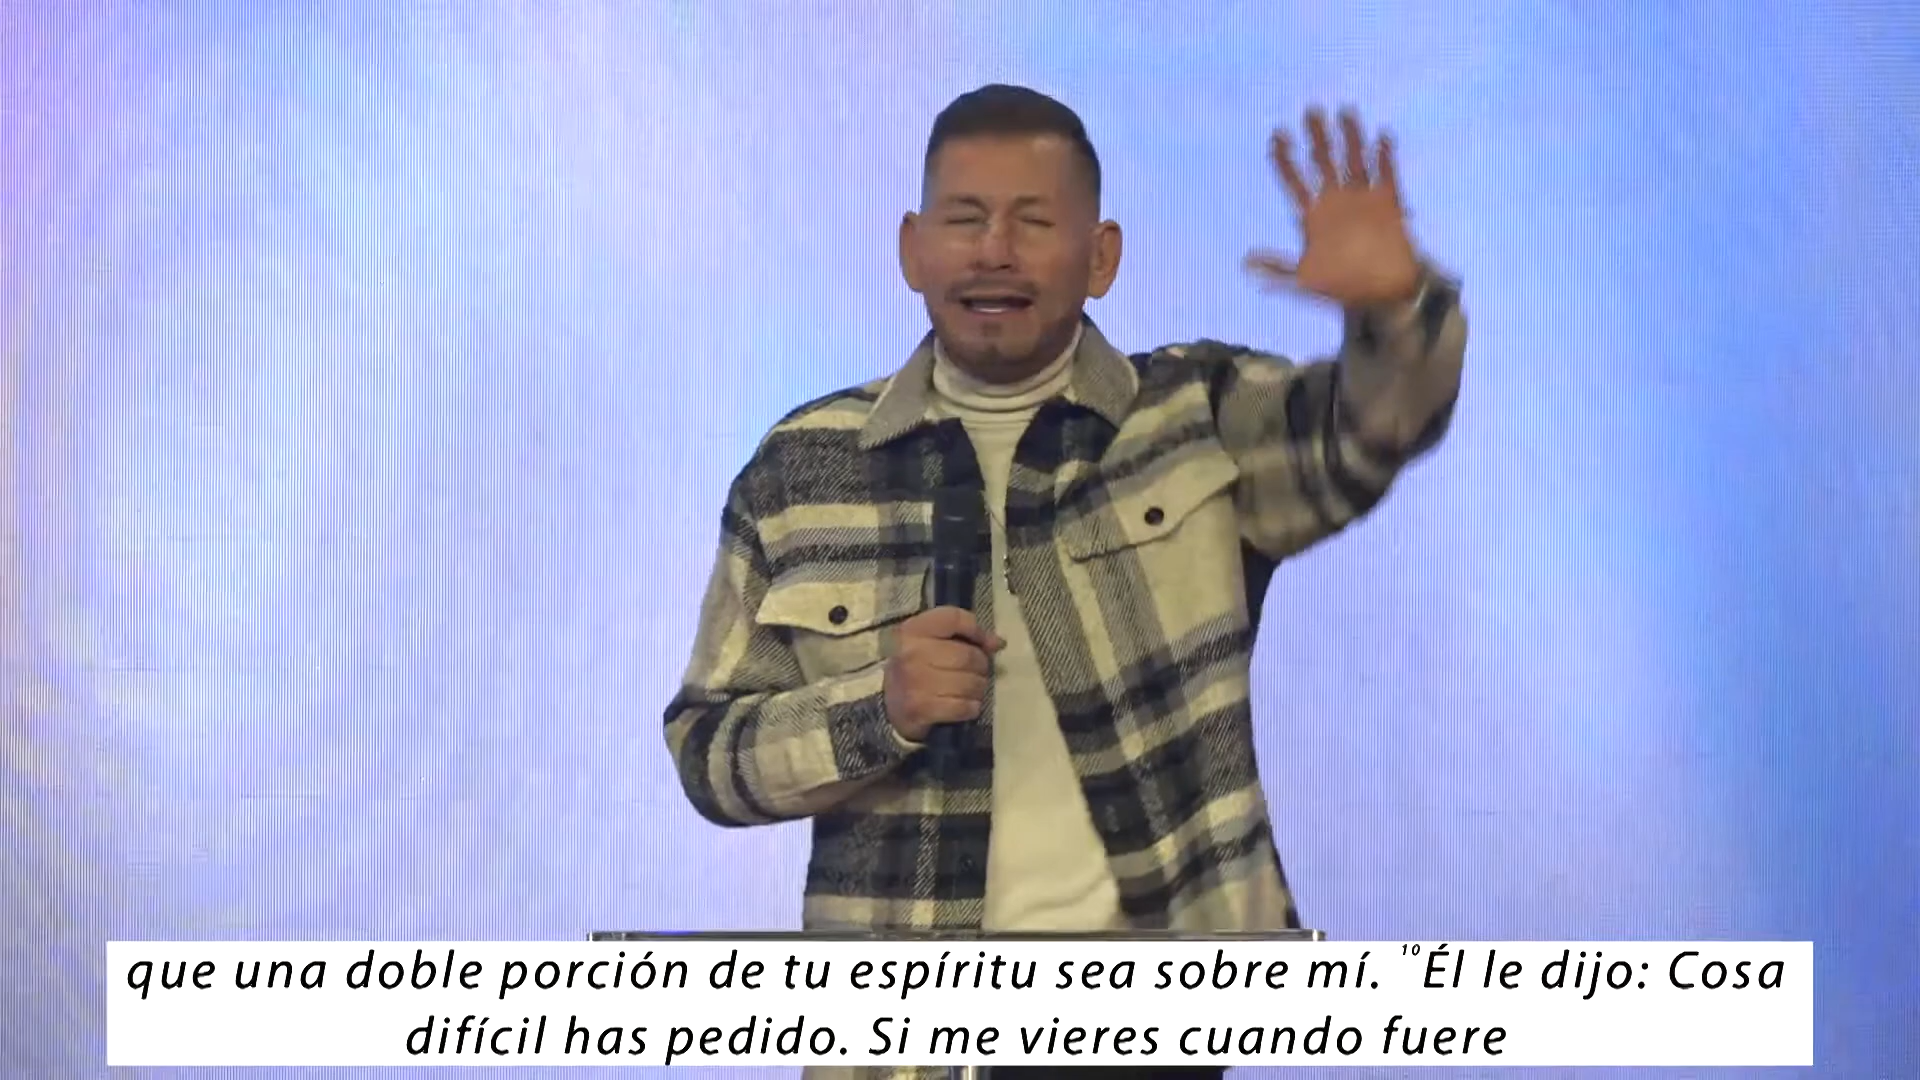 que una doble porción de tu espíritu sea sobre mí. ¹⁰Él le dijo: Cosa
difícil has pedido. Si me vieres cuando fuere